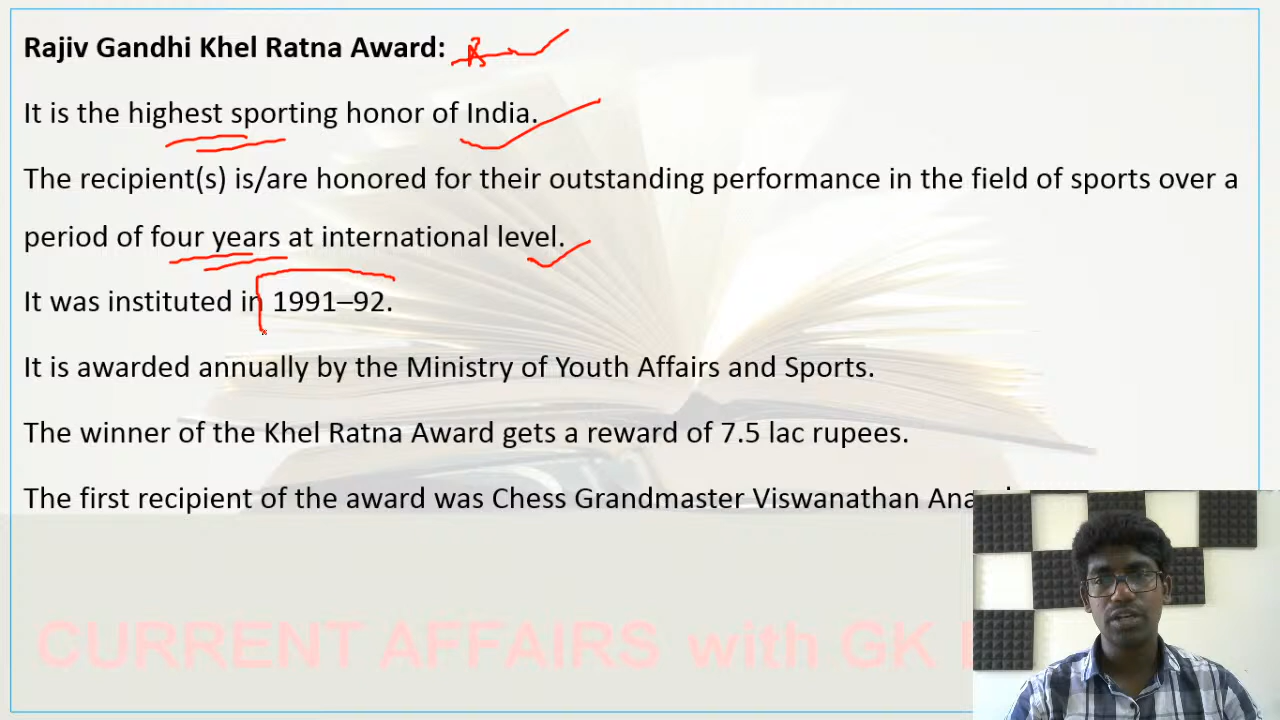 Rajiv Gandhi Khel Ratna Award:
It is the highest sporting honor of India.
The recipient(s) is/are honored for their outstanding performance in the field of sports over a
period of four years at international level.
It was instituted in 1991–92.
It is awarded annually by the Ministry of Youth Affairs and Sports.
The winner of the Khel Ratna Award gets a reward of 7.5 lac rupees.
The first recipient of the award was Chess Grandmaster Viswanathan
CURRENT AFFAIRS with GK